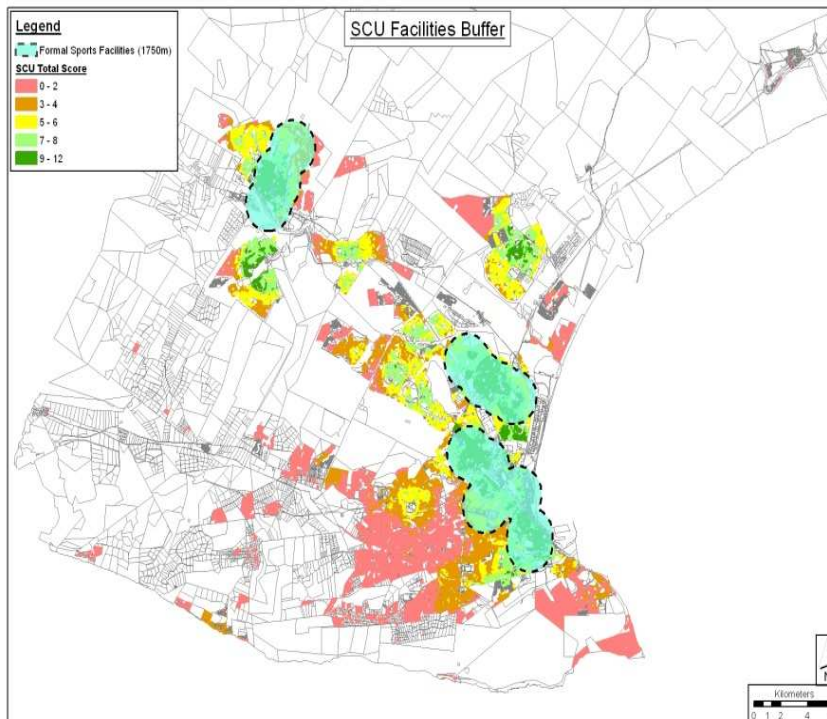 SCU Facilities Buffer
Legend
Formal Sports Facilities (1750m)
SCU Total Score
0 - 2
3 - 4
5 - 6
7 - 8
9 - 12
Kilometers
0 1 2 4